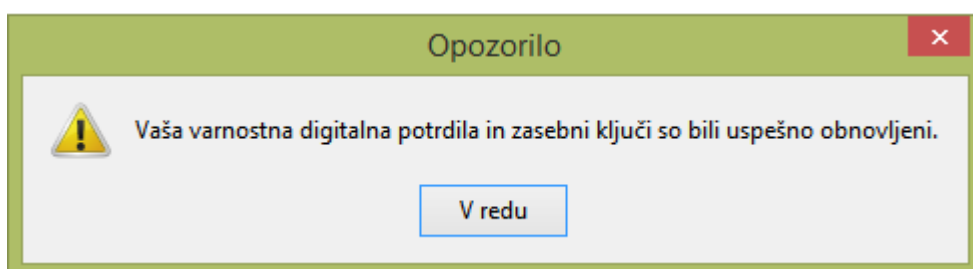 Opozorilo
Vaša varnostna digitalna potrdila in zasebni ključi so bili uspešno obnovljeni.
V redu